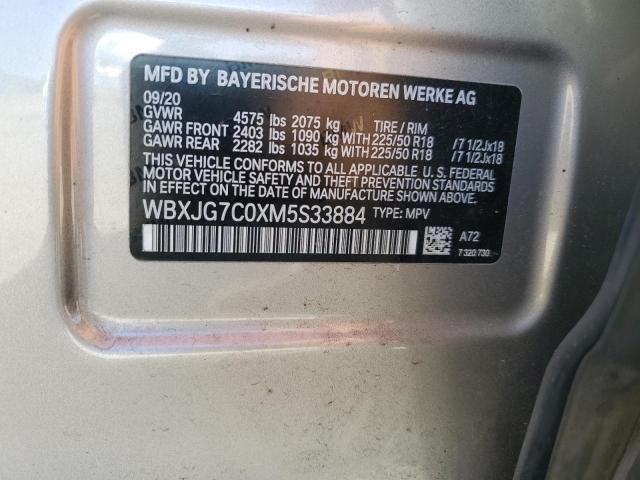 MFD BY BAYERISCHE MOTOREN WERKE AG
09/20
GVWR 4575 lbs 2075 kg TIRE / RIM
GAWR FRONT 2403 lbs 1090 kg WITH 225/50 R18 /7 1/2Jx18
GAWR REAR 2282 lbs 1035 kg WITH 225/50 R18 /7 1/2Jx18
THIS VEHICLE CONFORMS TO ALL APPLICABLE U. S. FEDERAL
MOTOR VEHICLE SAFETY AND THEFT PREVENTION STANDARDS
IN EFFECT ON THE DATE OF MANUFACTURE SHOWN ABOVE.
WBXJG7C0XM5S33884 TYPE: MPV
A72
7 320 730